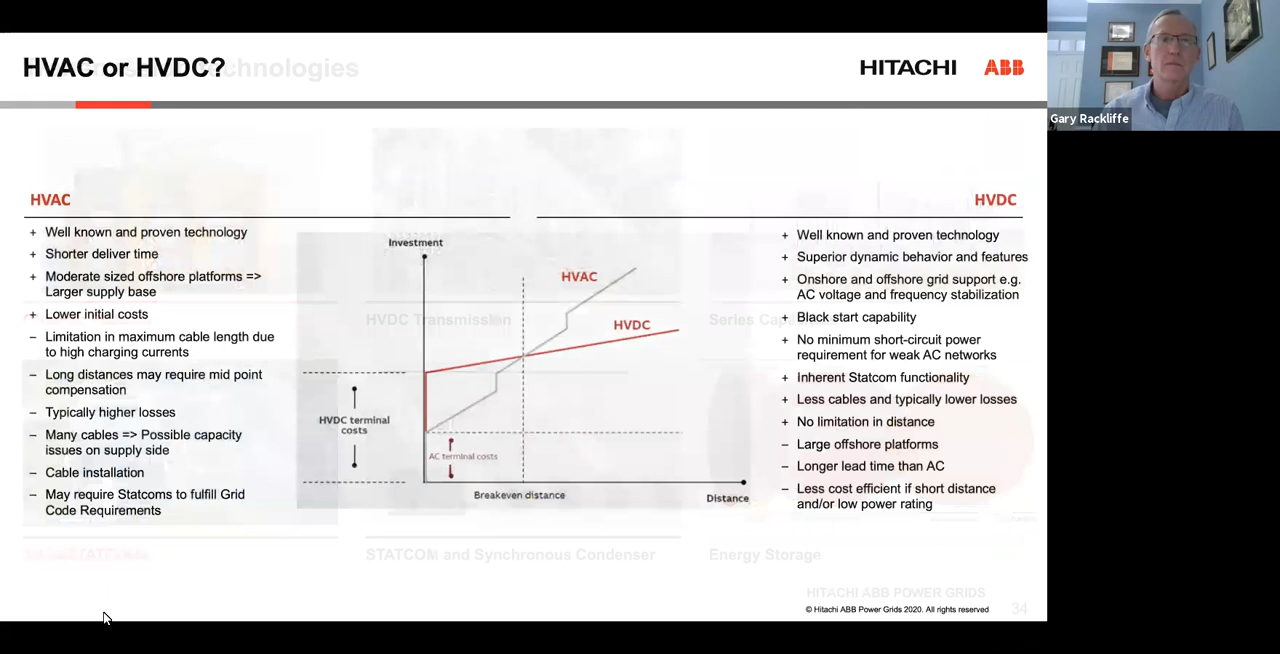 HVAC or HVDC?
Technologies
HITACHI ABB
Gary Rackliffe
HVAC
+ Well known and proven technology
+ Shorter deliver time
+ Moderate sized offshore platforms =>
Larger supply base
+ Lower initial costs
– Limitation in maximum cable length due
to high charging currents
– Long distances may require mid point
compensation
– Typically higher losses
– Many cables => Possible capacity
issues on supply side
– Cable installation
– May require Statcoms to fulfill Grid
Code Requirements
Investment
HVAC
HVDC
HVDC terminal
costs
AC terminal costs
Breakeven distance
Distance
HVDC
+ Well known and proven technology
+ Superior dynamic behavior and features
+ Onshore and offshore grid support e.g.
AC voltage and frequency stabilization
+ Black start capability
+ No minimum short-circuit power
requirement for weak AC networks
+ Inherent Statcom functionality
+ Less cables and typically lower losses
+ No limitation in distance
– Large offshore platforms
– Longer lead time than AC
– Less cost efficient if short distance
and/or low power rating
HVDC Transmission
Series
STATCOM and Synchronous Condenser
Energy Storage
HITACHI ABB POWER GRIDS
© Hitachi ABB Power Grids 2020. All rights reserved
34